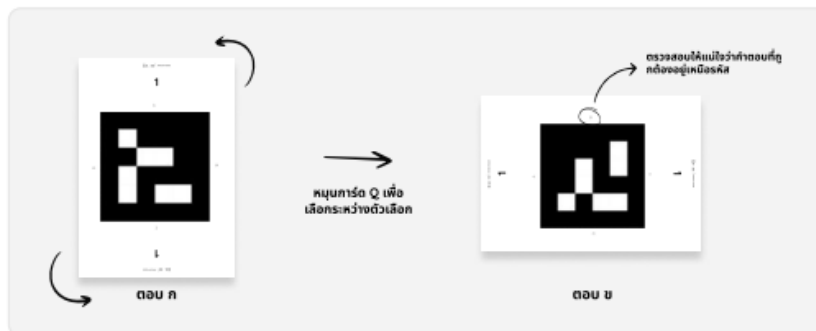 1
1
ตอบ ก
หมุนการ์ด Q เพื่อ
เลือกระหว่างตัวเลือก
ตรวจสอบให้แน่ใจว่าคำตอบที่ถู
กต้องอยู่เหนือรหัส
1
1
ตอบ ข